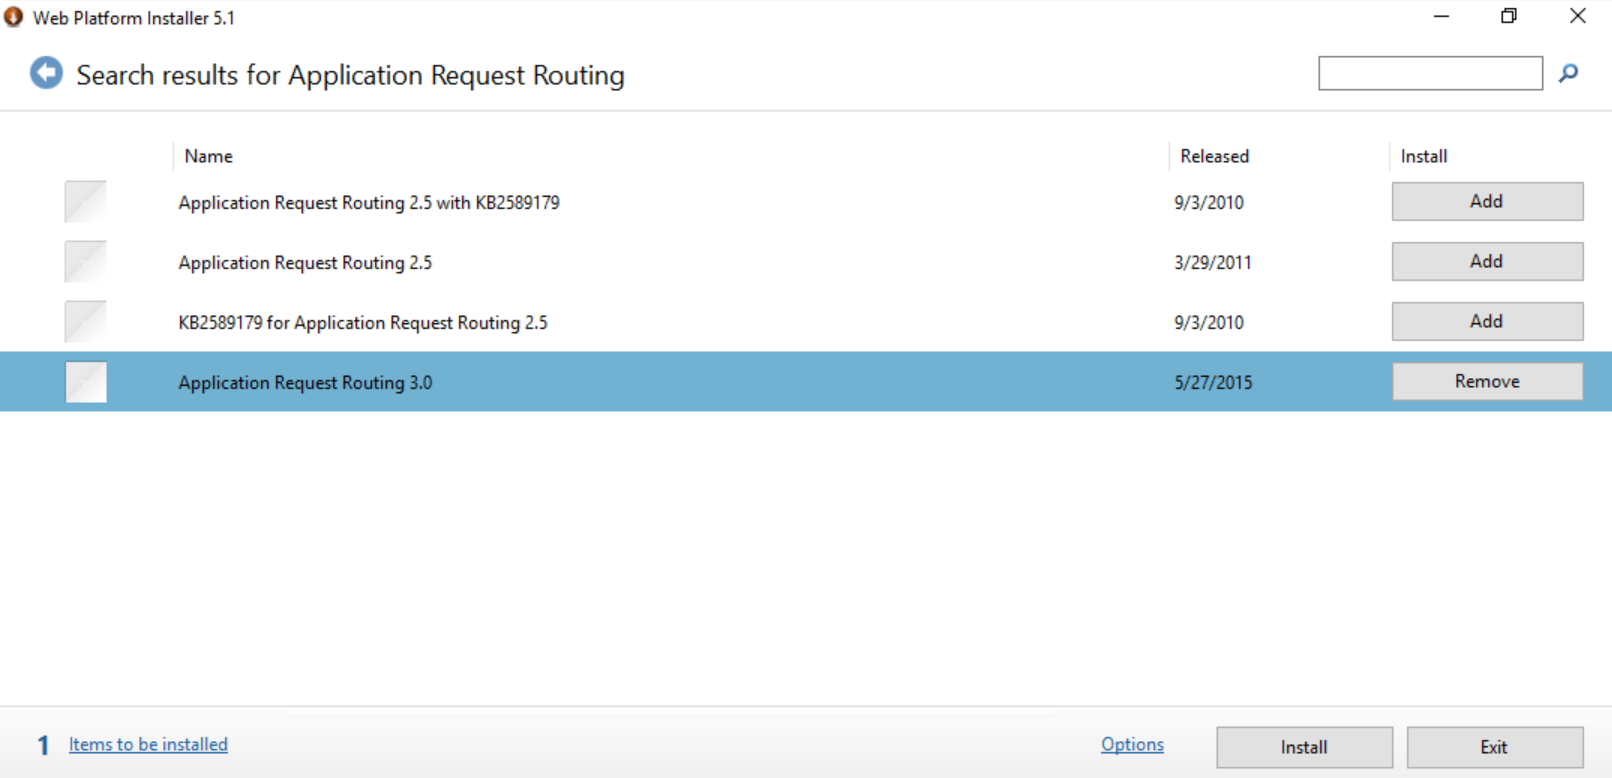 Web Platform Installer 5.1
Search results for Application Request Routing
Name Released Install
Application Request Routing 2.5 with KB2589179 9/3/2010 Add
Application Request Routing 2.5 3/29/2011 Add
KB2589179 for Application Request Routing 2.5 9/3/2010 Add
Application Request Routing 3.0 5/27/2015 Remove
1 Items to be installed Options Install Exit